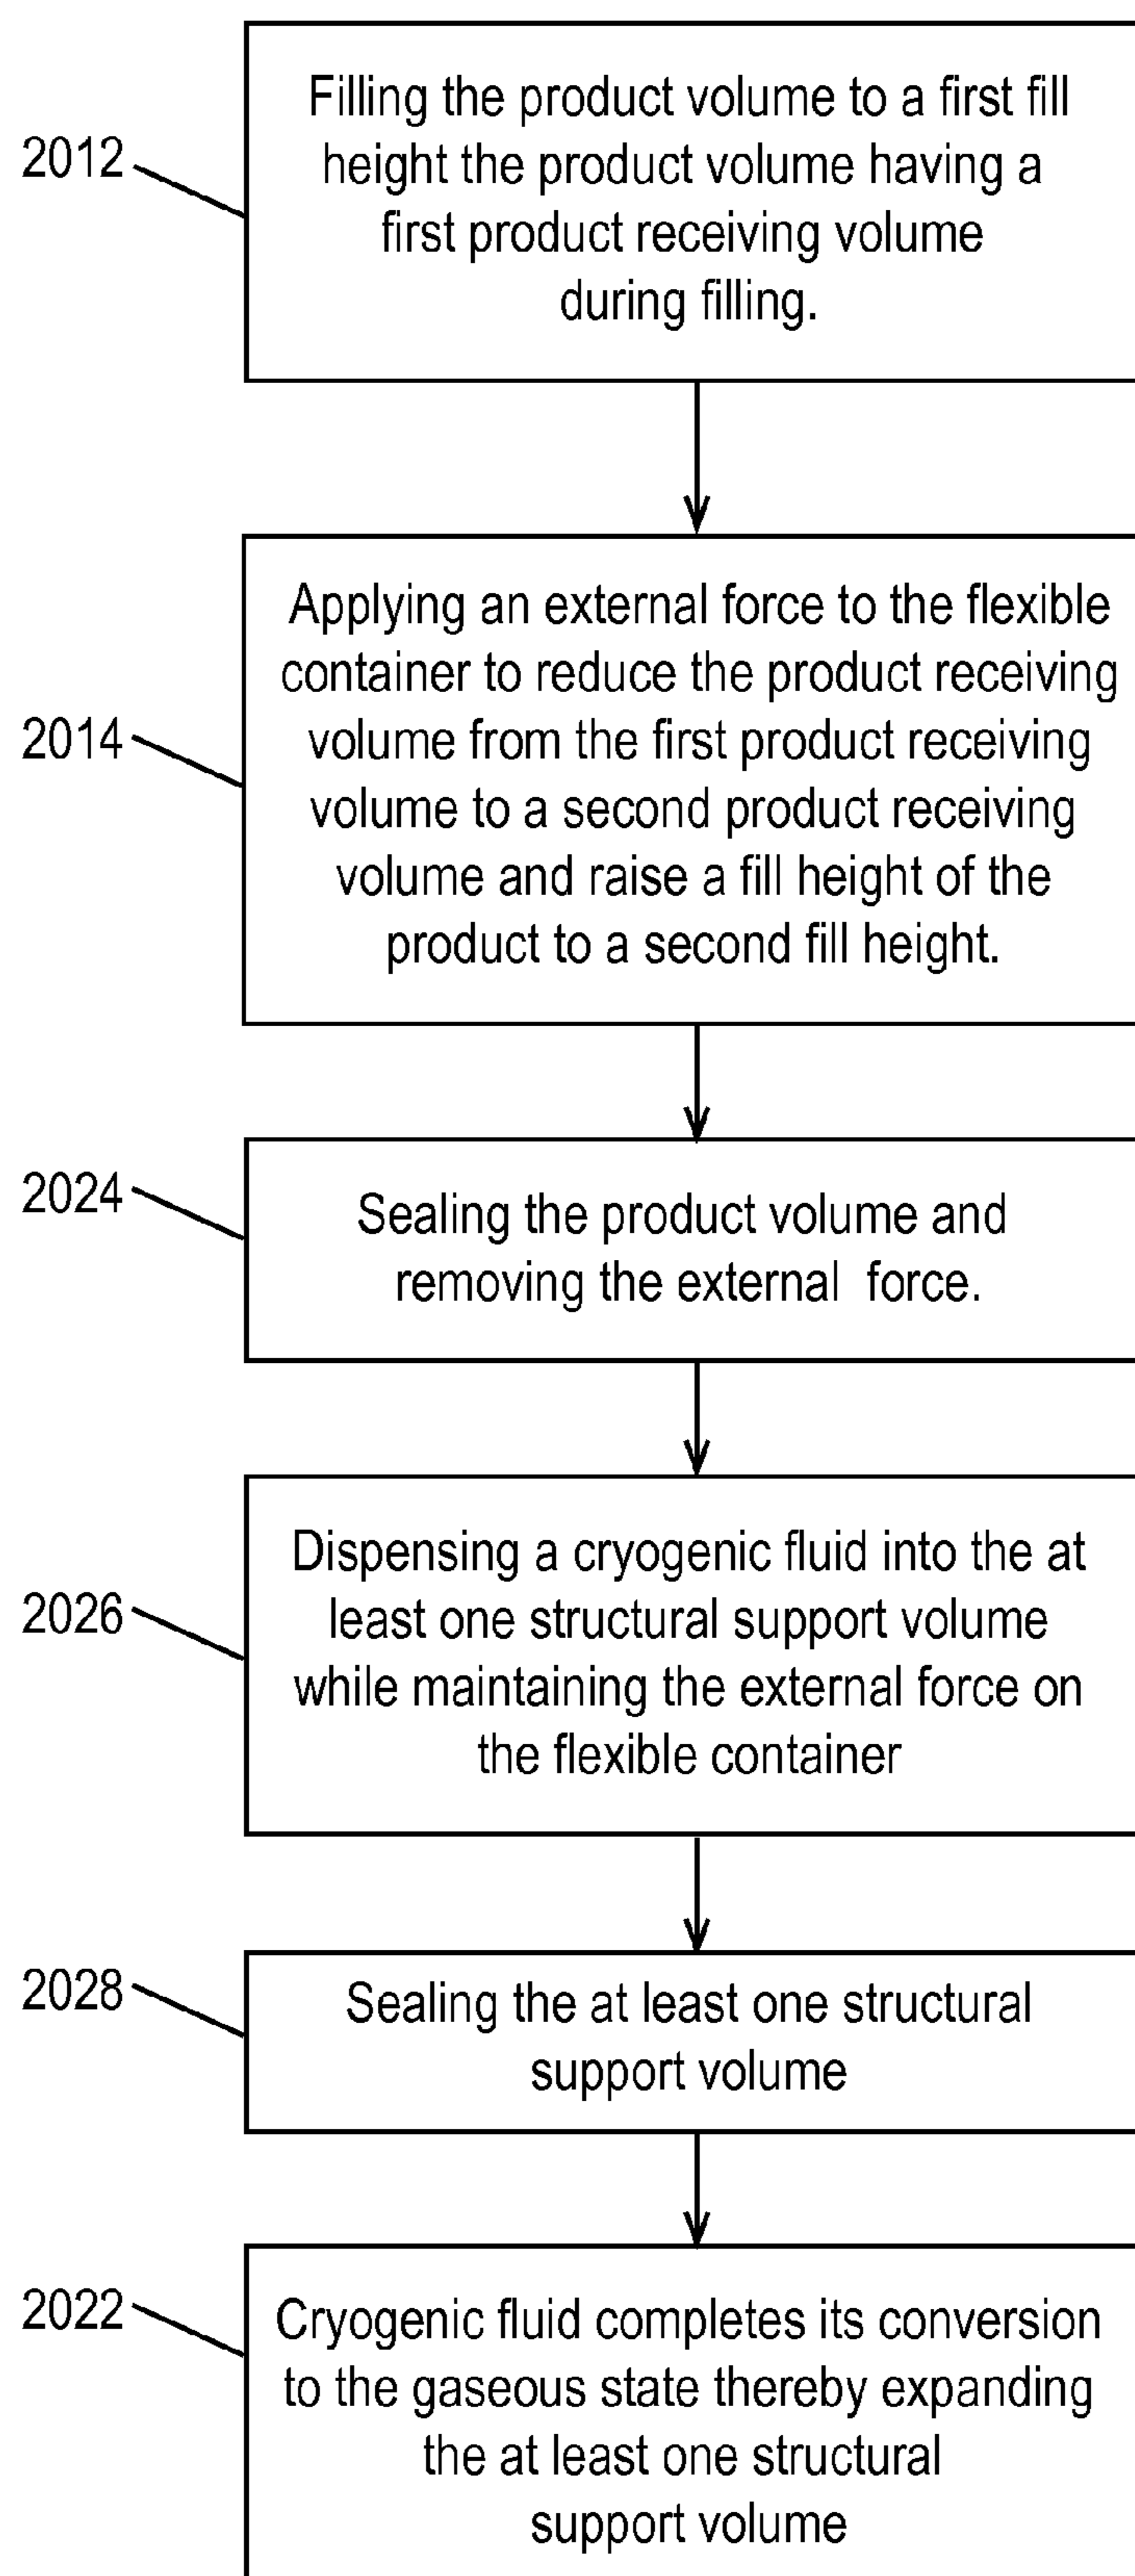 2012
Filling the product volume to a first fill
height the product volume having a
first product receiving volume
during filling.
2014
Applying an external force to the flexible
container to reduce the product receiving
volume from the first product receiving
volume to a second product receiving
volume and raise a fill height of the
product to a second fill height.
2024
Sealing the product volume and
removing the external force.
2026
Dispensing a cryogenic fluid into the at
least one structural support volume
while maintaining the external force on
the flexible container
2028
Sealing the at least one structural
support volume
2022
Cryogenic fluid completes its conversion
to the gaseous state thereby expanding
the at least one structural
support volume